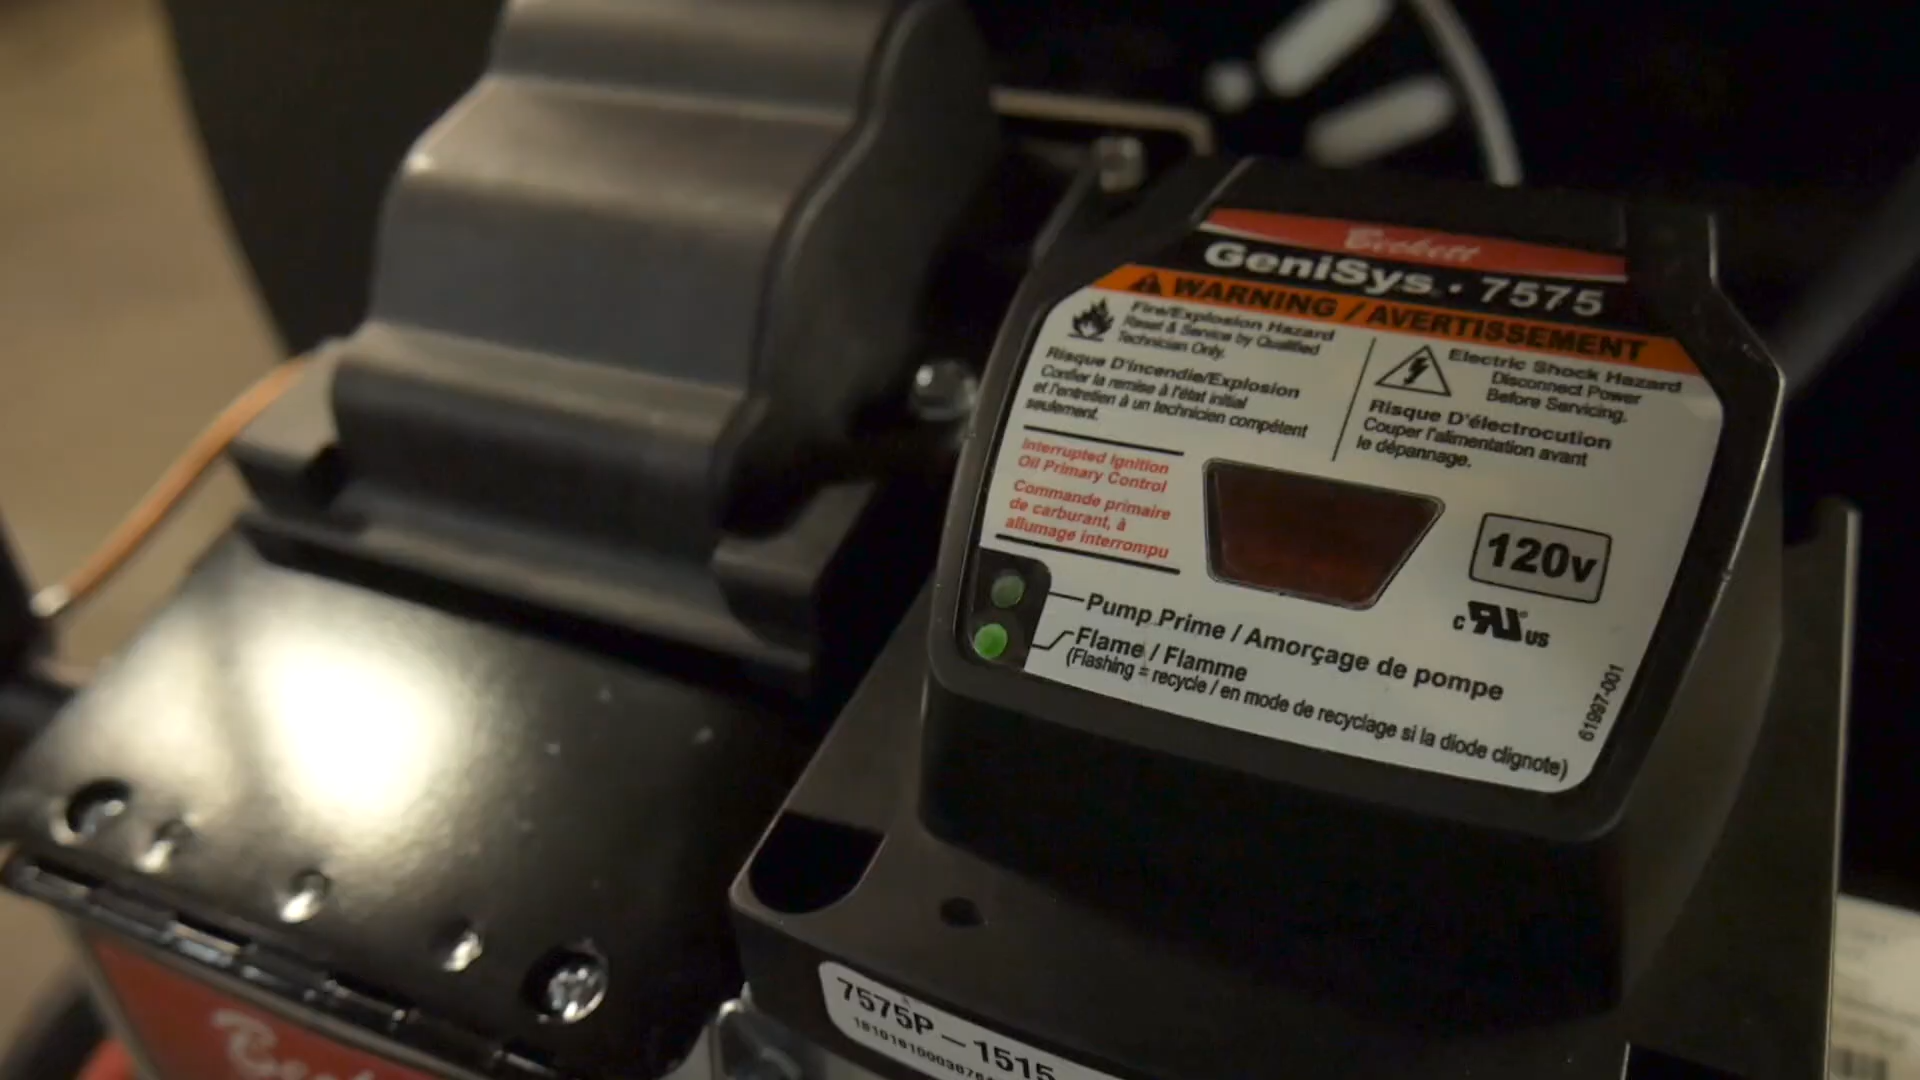 Beckett
GeniSys • 7575
WARNING / AVERTISSEMENT
Fire/Explosion Hazard
Reset & Service by Qualified
Technician Only.
Risque D'incendie/Explosion
Confier la remise à l'état initial
et l'entretien à un technicien compétent
seulement.
Electric Shock Hazard
Disconnect Power
Before Servicing.
Risque D'électrocution
Couper l'alimentation avant
le dépannage.
Interrupted Ignition
Oil Primary Control
Commande primaire
de carburant, à
allumage interrompu
120v
c RU US
Pump Prime / Amorçage de pompe
Flame / Flamme
(Flashing = recycle / en mode de recyclage si la diode clignote)
61997-001
7575P – 1515